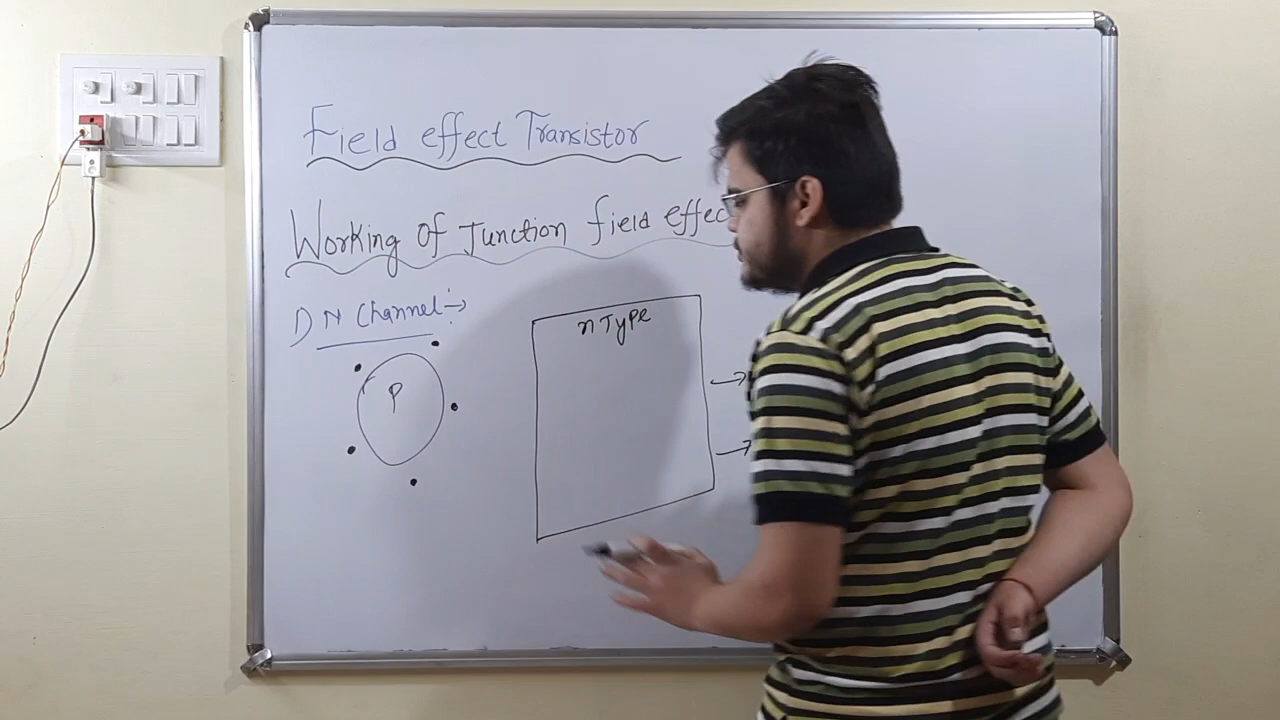 Field effect Transistor
Working Of Junction field effec
1) N Channel :→
n Type
P